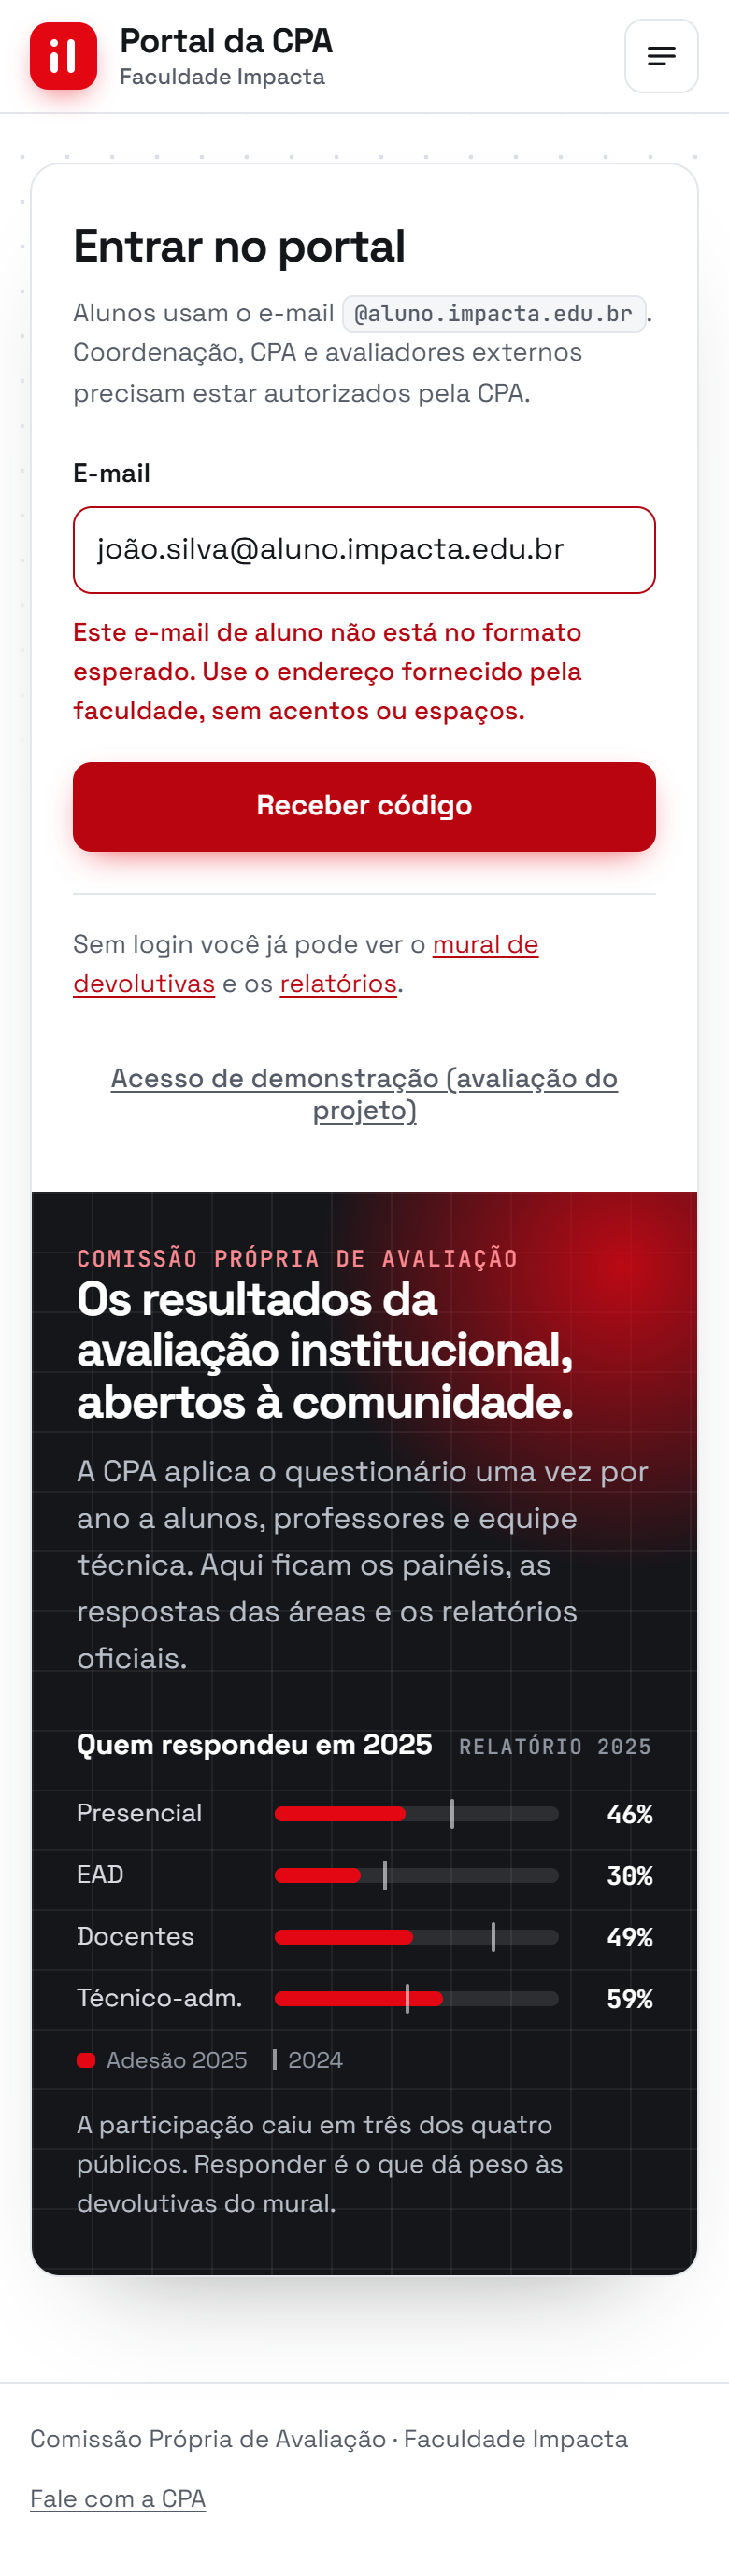 Portal da CPA
Faculdade Impacta
Entrar no portal
Alunos usam o e-mail @aluno.impacta.edu.br.
Coordenação, CPA e avaliadores externos
precisam estar autorizados pela CPA.
E-mail
joão.silva@aluno.impacta.edu.br
Este e-mail de aluno não está no formato
esperado. Use o endereço fornecido pela
faculdade, sem acentos ou espaços.
Receber código
Sem login você já pode ver o mural de
devolutivas e os relatórios.
Acesso de demonstração (avaliação do
projeto)
COMISSÃO PRÓPRIA DE AVALIAÇÃO
Os resultados da
avaliação institucional,
abertos à comunidade.
A CPA aplica o questionário uma vez por
ano a alunos, professores e equipe
técnica. Aqui ficam os painéis, as
respostas das áreas e os relatórios
oficiais.
Quem respondeu em 2025 RELATÓRIO 2025
Presencial 46%
EAD 30%
Docentes 49%
Técnico-adm. 59%
Adesão 2025 2024
A participação caiu em três dos quatro
públicos. Responder é o que dá peso às
devolutivas do mural.
Comissão Própria de Avaliação · Faculdade Impacta
Fale com a CPA